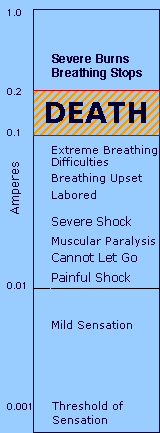 1.0
Severe Burns
Breathing Stops
0.2
DEATH
0.1
Extreme Breathing
Difficulties
Breathing Upset
Labored
Severe Shock
Muscular Paralysis
Cannot Let Go
Painful Shock
0.01
Mild Sensation
0.001
Threshold of
Sensation
Amperes